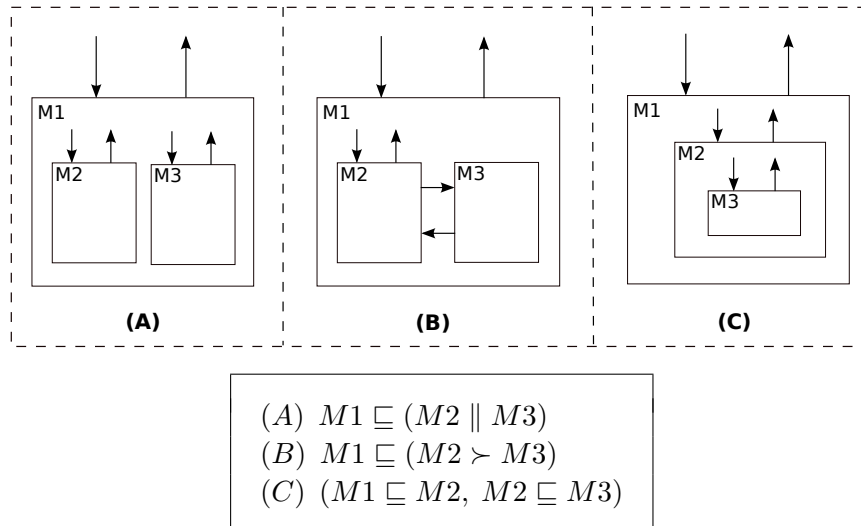 M1
M2
M3
(A)
M1
M2
M3
(B)
M1
M2
M3
(C)
(A) M1 ⊑ (M2 ∥ M3)
(B) M1 ⊑ (M2 ≻ M3)
(C) (M1 ⊑ M2, M2 ⊑ M3)